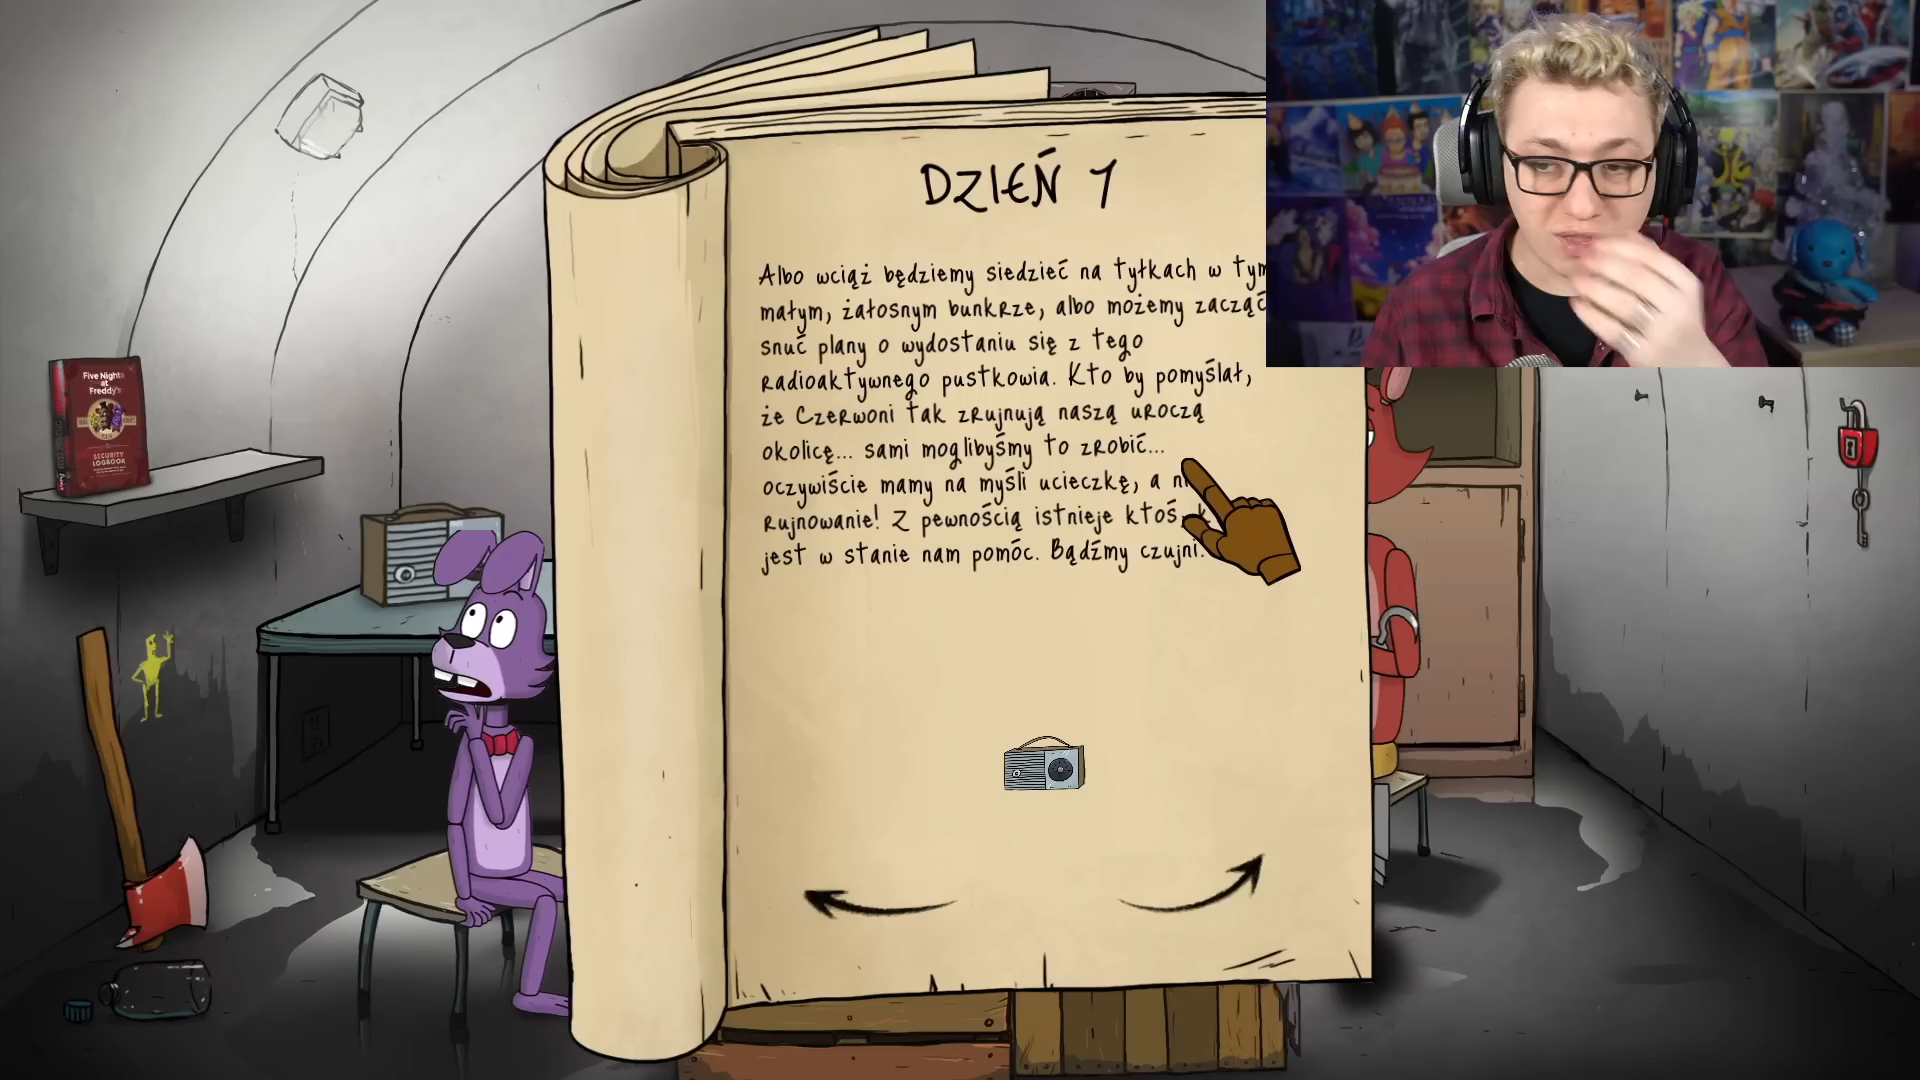 DZIEŃ 1
Albo wciąż będziemy siedzieć na tyłkach w tym
małym, żałosnym bunkrze, albo możemy zacząć
snuć plany o wydostaniu się z tego
radioaktywnego pustkowia. Kto by pomyślał,
że Czerwoni tak zrujnują naszą uroczą
okolicę... sami moglibyśmy to zrobić...
oczywiście mamy na myśli ucieczkę, a
rujnowanie! Z pewnością istnieje ktoś,
jest w stanie nam pomóc. Bądźmy czujni.
Five Nights
at
Freddy's
SECURITY
LOGBOOK